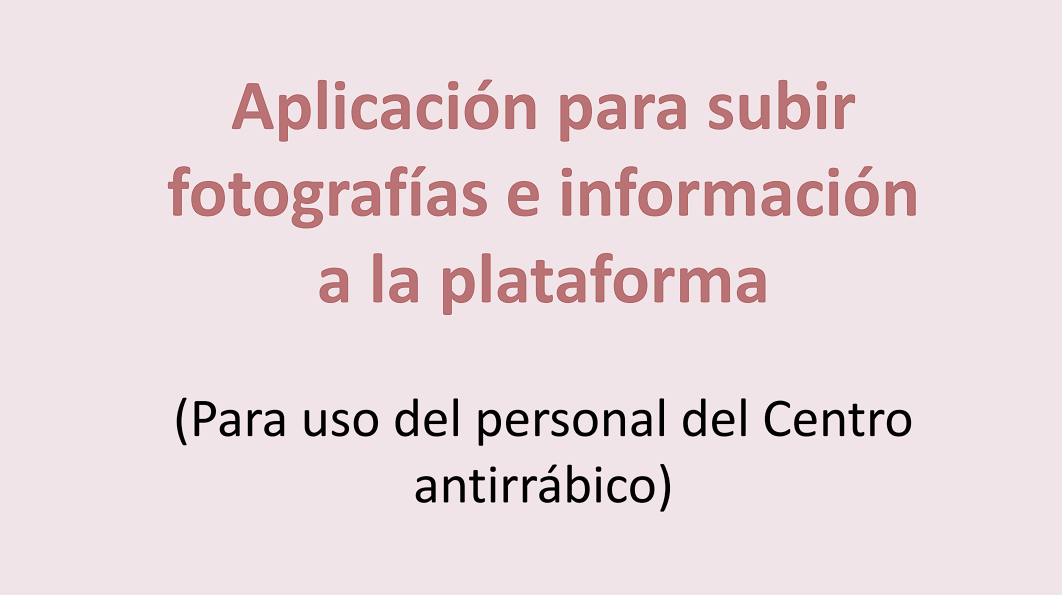 Aplicación para subir
fotografías e información
a la plataforma
(Para uso del personal del Centro
antirrábico)